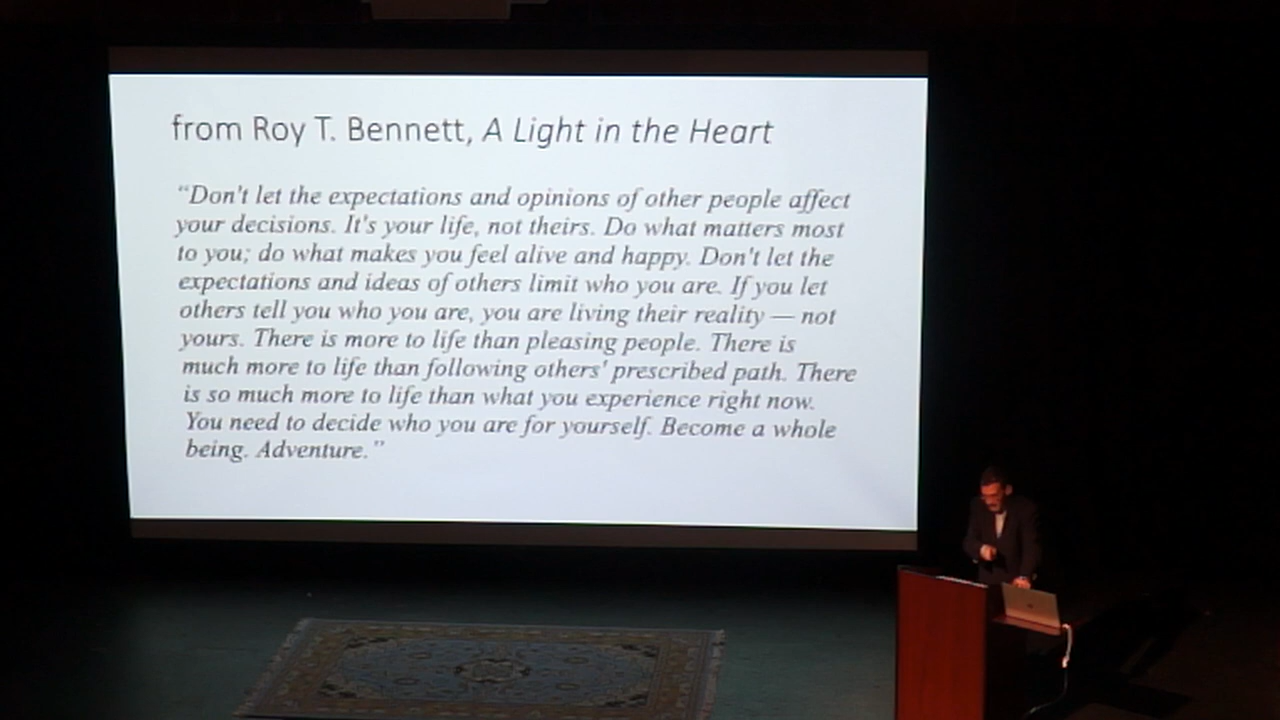 from Roy T. Bennett, A Light in the Heart
“Don't let the expectations and opinions of other people affect
your decisions. It's your life, not theirs. Do what matters most
to you; do what makes you feel alive and happy. Don't let the
expectations and ideas of others limit who you are. If you let
others tell you who you are, you are living their reality — not
yours. There is more to life than pleasing people. There is
much more to life than following others' prescribed path. There
is so much more to life than what you experience right now.
You need to decide who you are for yourself. Become a whole
being. Adventure.”